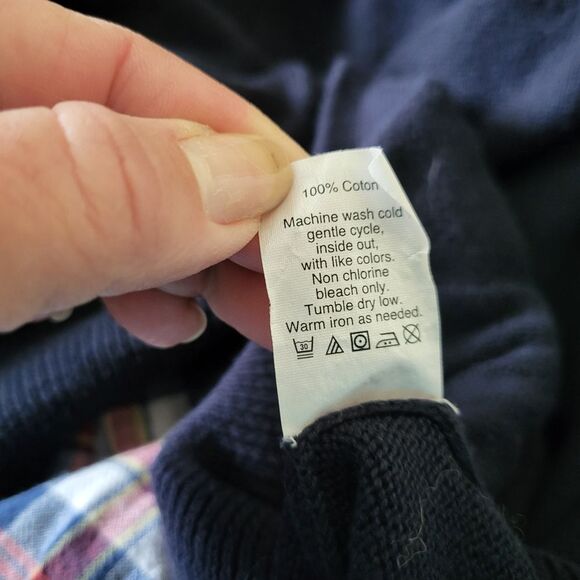 100% Coton
Machine wash cold
gentle cycle,
inside out,
with like colors.
Non chlorine
bleach only.
Tumble dry low.
Warm iron as needed.
30